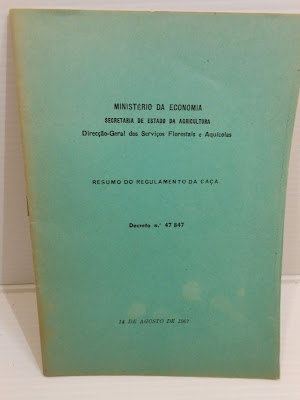 MINISTÉRIO DA ECONOMIA
SECRETARIA DE ESTADO DA AGRICULTURA
Direcção-Geral dos Serviços Florestais e Aquícolas
RESUMO DO REGULAMENTO DA CAÇA
Decreto n.º 47 847
14 DE AGOSTO DE 1967